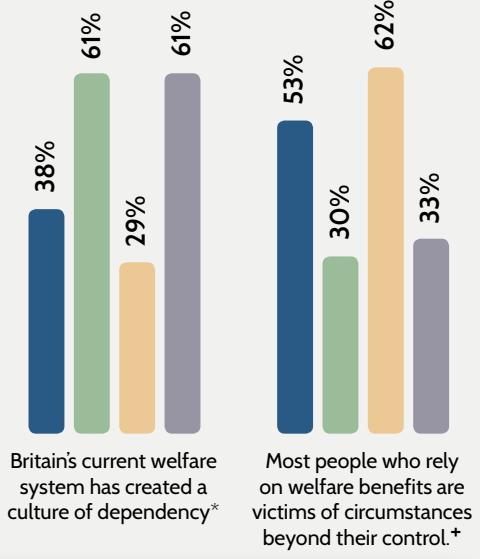 38%
61%
29%
61%
53%
30%
62%
33%
Britain's current welfare
system has created a
culture of dependency*
Most people who rely
on welfare benefits are
victims of circumstances
beyond their control.+